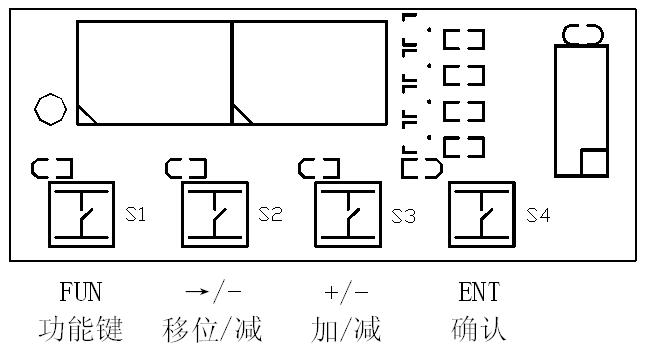 S1 S2 S3 S4
FUN →/- +/- ENT
功能键 移位/减 加/减 确认